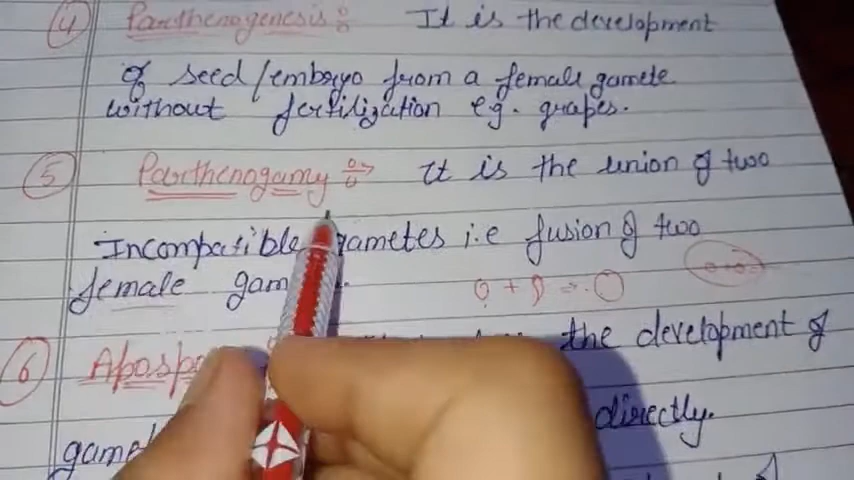 4 Parthenogenesis:- It is the development
of seed/embryo from a female gamete
without fertilization eg. grapes.
5 Parthenogamy :-> It is the union of two
Incompatible gametes i.e fusion of two
female
♀ + ♀ => ○
6 the development of
directly.